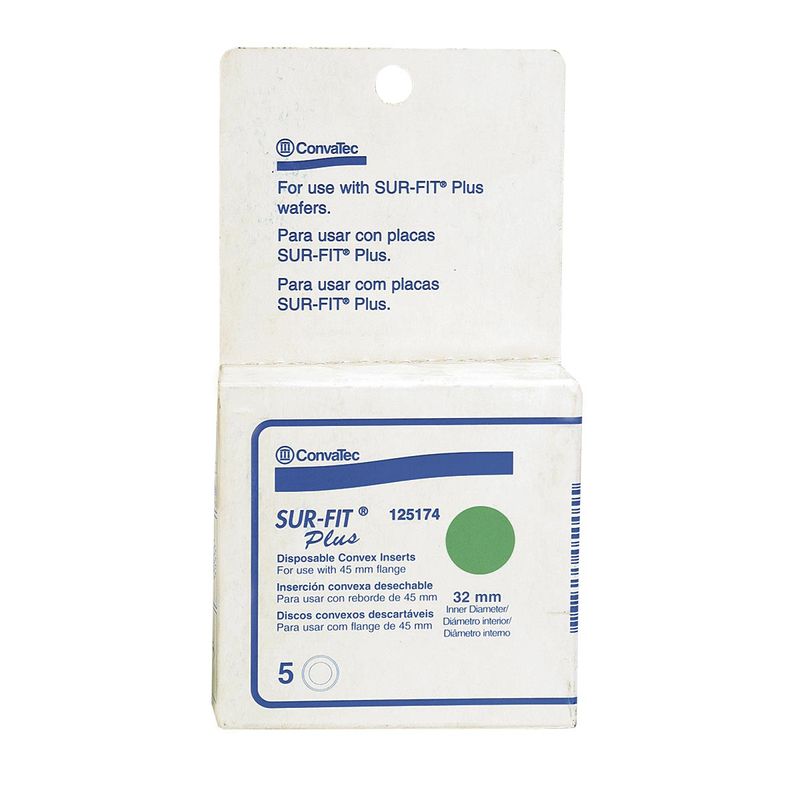 ConvaTec
For use with SUR-FIT® Plus
wafers.
Para usar con placas
SUR-FIT® Plus.
Para usar com placas
SUR-FIT® Plus.
ConvaTec
SUR-FIT® Plus
125174
Disposable Convex Inserts
For use with 45 mm flange
Inserción convexa desechable
Para usar con reborde de 45 mm
Discos convexos descartáveis
Para usar com flange de 45 mm
32 mm
Inner Diameter/
Diámetro interior/
Diâmetro interno
5